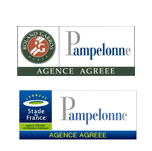 ROLAND GARROS
Pampelonne
AGENCE AGREEE
Stade
de
France
Pampelonne
AGENCE AGREEE